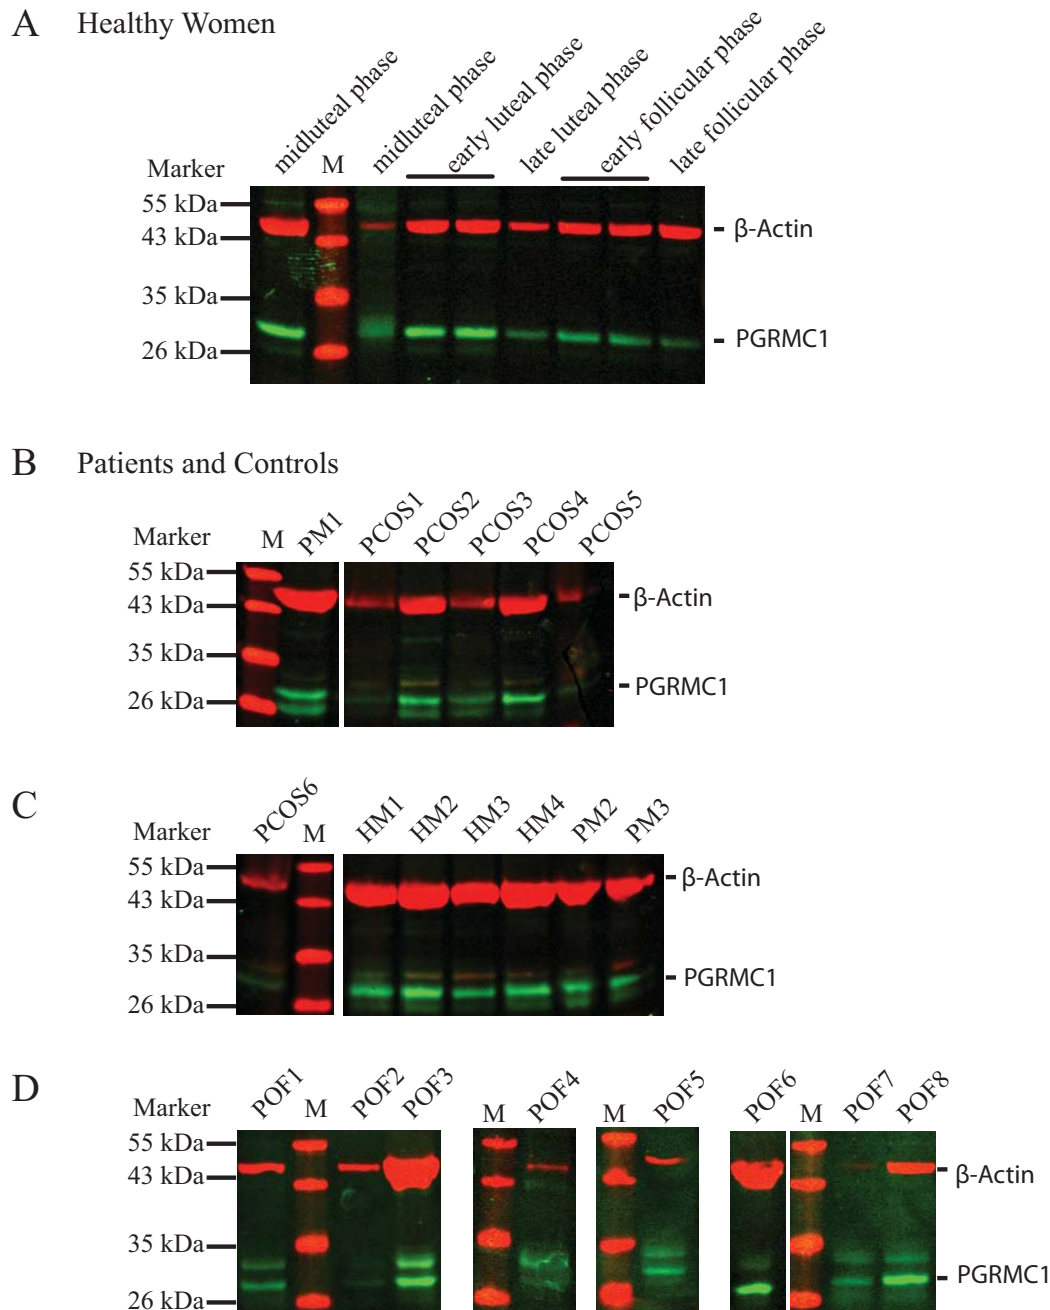 A Healthy Women
midluteal phase
midluteal phase
early luteal phase
late luteal phase
early follicular phase
late follicular phase
Marker M
55 kDa
43 kDa
35 kDa
26 kDa
β-Actin
PGRMC1
B Patients and Controls
Marker M PM1 PCOS1 PCOS2 PCOS3 PCOS4 PCOS5
55 kDa
43 kDa
35 kDa
26 kDa
β-Actin
PGRMC1
C
Marker PCOS6 M HM1 HM2 HM3 HM4 PM2 PM3
55 kDa
43 kDa
35 kDa
26 kDa
β-Actin
PGRMC1
D
Marker POF1 M POF2 POF3 M POF4 M POF5 POF6 M POF7 POF8
55 kDa
43 kDa
35 kDa
26 kDa
β-Actin
PGRMC1